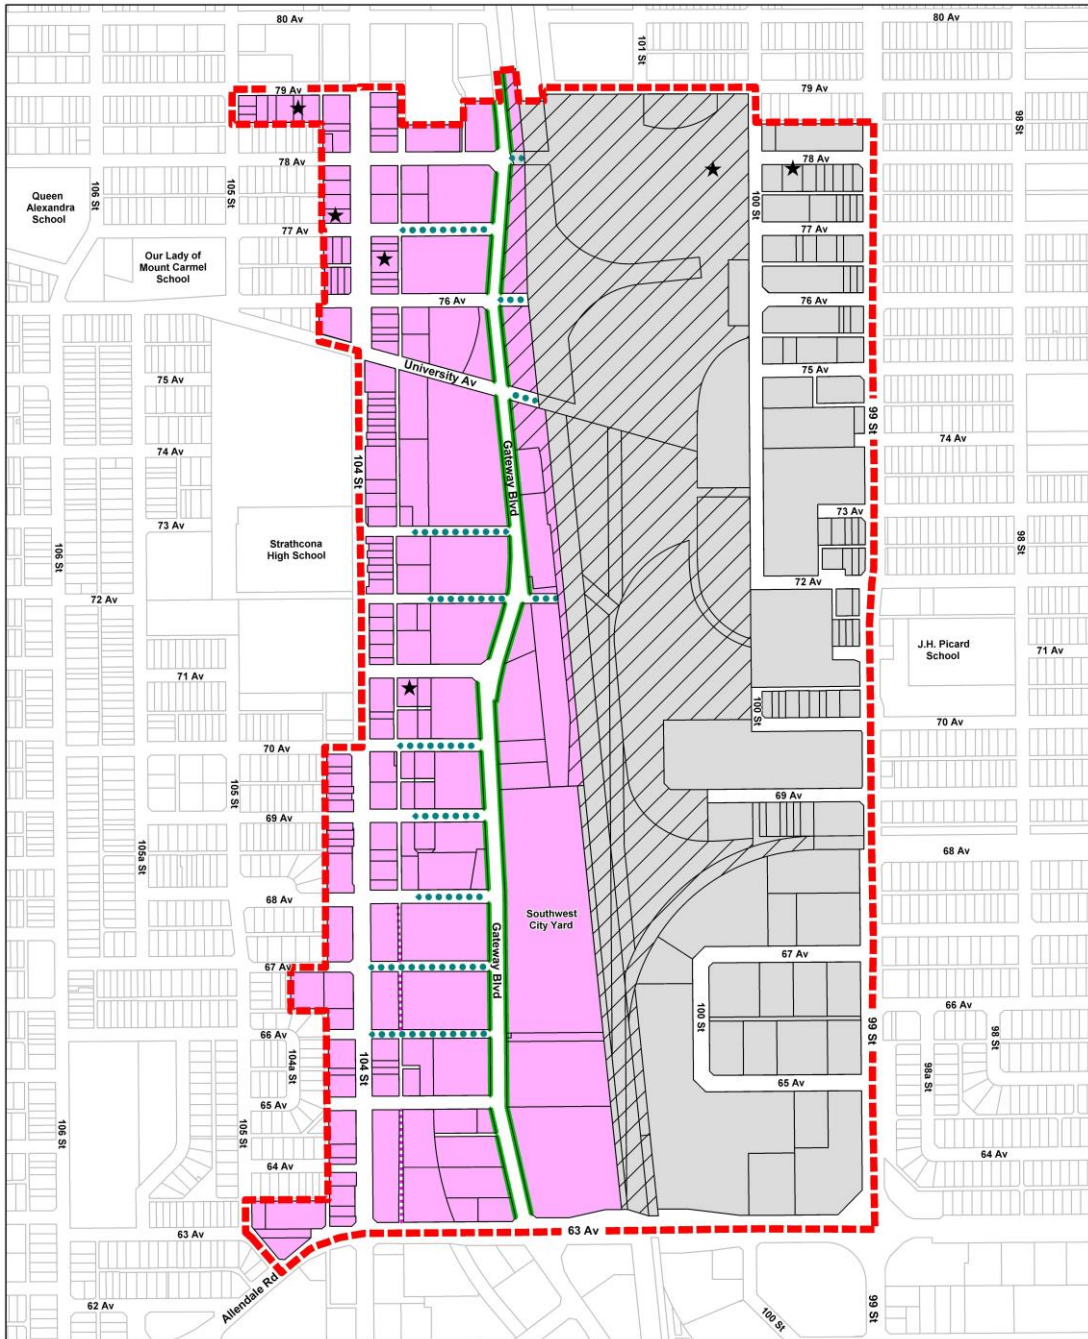 80 Av
80 Av
101 St
79 Av
79 Av
98 St
78 Av
78 Av
106 St
105 St
100 St
Queen
Alexandra
School
77 Av
77 Av
Our Lady of
Mount Carmel
School
76 Av
76 Av
University Av
75 Av
75 Av
99 St
74 Av
74 Av
104 St
Gateway Blvd
73 Av
73 Av
Strathcona
High School
106 St
98 St
72 Av
72 Av
J.H. Picard
School
71 Av
71 Av
100 St
70 Av
70 Av
105 St
69 Av
69 Av
105a St
68 Av
68 Av
Southwest
City Yard
Gateway Blvd
67 Av
67 Av
66 Av
100 St
99 St
66 Av
98 St
104a St
104 St
98a St
65 Av
65 Av
106 St
105 St
64 Av
64 Av
63 Av
63 Av
Allendale Rd
62 Av
100 St
99 St